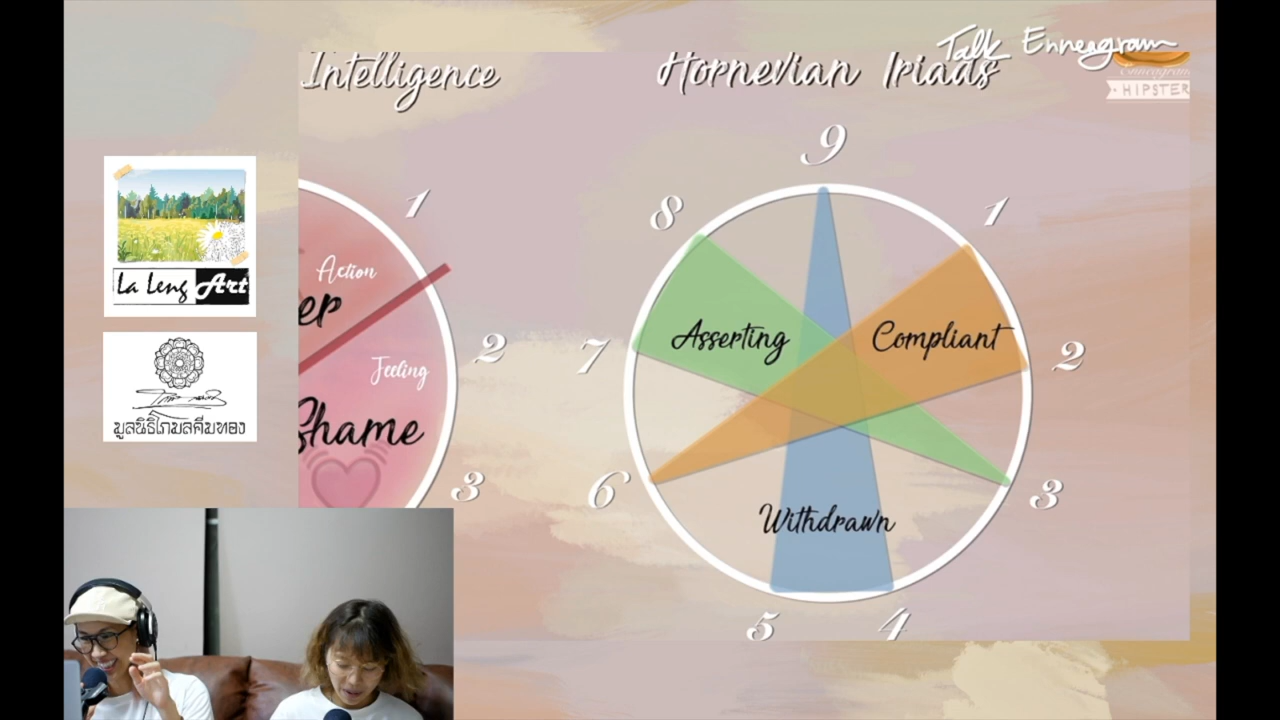 Talk Enneagram
Intelligence
Hornevian Triads
Enneagram
HIPSTER
9
8
1
1
Action
Asserting
Compliant
2
7
2
Feeling
Shame
3
6
3
Withdrawn
5
4
La Leng Art
มูลนิธิโกมลคีมทอง